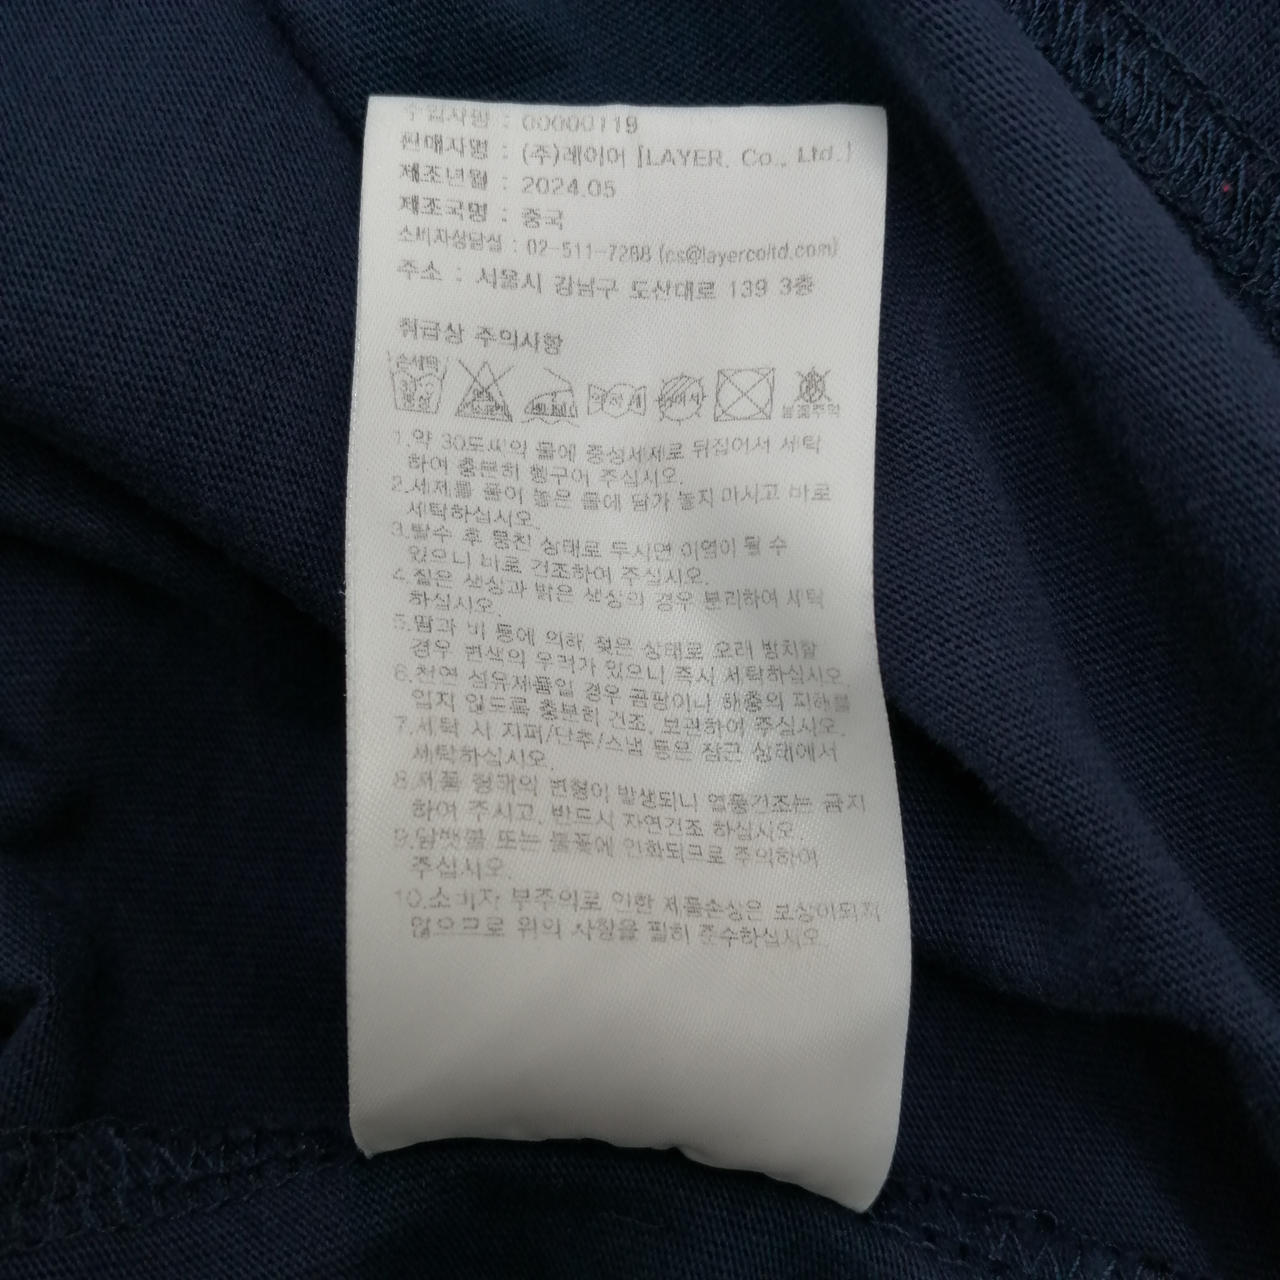 수입자명 : 00000119
판매자명 : (주)레이어 [LAYER. Co., Ltd.]
제조년월 : 2024.05
제조국명 : 중국
소비자상담실 : 02-511-7288 (cs@layercoltd.com)
주소 : 서울시 강남구 도산대로 139 3층
취급상 주의사항
손세탁
약 30℃ 중성
불꽃주의
1.약 30도씨의 물에 중성세제로 뒤집어서 세탁
하여 충분히 헹구어 주십시오.
2.세제를 풀어 놓은 물에 담가 놓지 마시고 바로
세탁하십시오.
3.탈수 후 뭉친 상태로 두시면 이염이 될 수
있으니 바로 건조하여 주십시오.
4.짙은 색상과 밝은 색상의 경우 분리하여 세탁
하십시오.
5.땀과 비 등에 의해 젖은 상태로 오래 방치할
경우 변색의 우려가 있으니 즉시 세탁하십시오.
6.천연 섬유제품일 경우 곰팡이나 해충의 피해를
입지 않도록 충분히 건조, 보관하여 주십시오.
7.세탁 시 지퍼/단추/스냅 등은 잠근 상태에서
세탁하십시오.
8.제품 형태의 변형이 발생되니 열풍건조는 금지
하여 주시고, 반드시 자연건조 하십시오.
9.담뱃불 또는 불꽃에 인화되므로 주의하여
주십시오.
10.소비자 부주의로 인한 제품손상은 보상이되지
않으므로 위의 사항을 필히 준수하십시오.